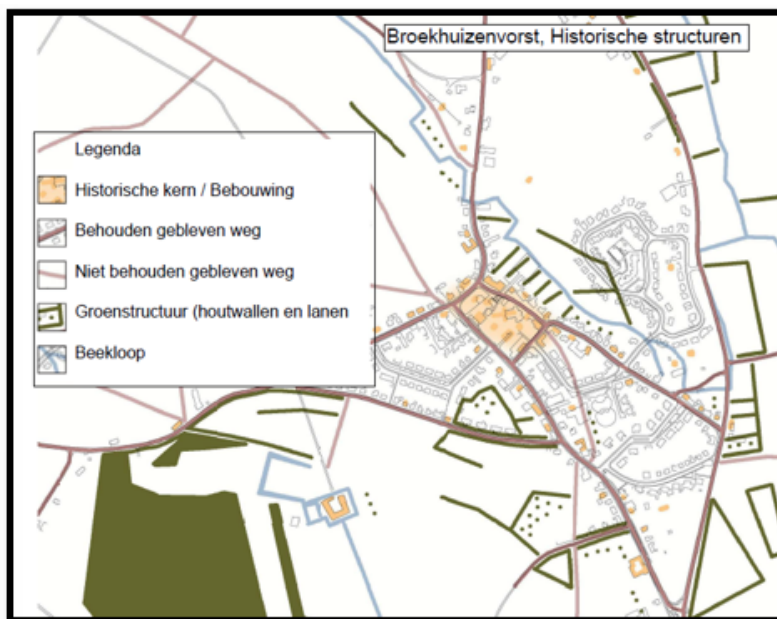 Broekhuizenvorst, Historische structuren
Legenda
Historische kern / Bebouwing
Behouden gebleven weg
Niet behouden gebleven weg
Groenstructuur (houtwallen en lanen
Beekloop